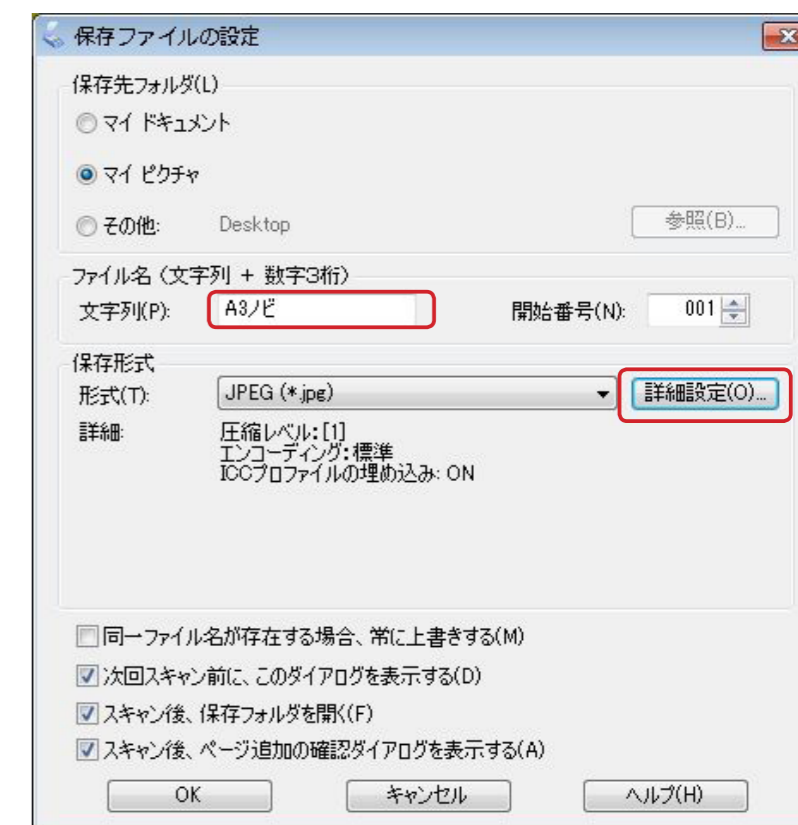 保存ファイルの設定
保存先フォルダ(L)
マイ ドキュメント
マイ ピクチャ
その他: Desktop 参照(B)...
ファイル名 (文字列 + 数字3桁)
文字列(P): A3ノビ 開始番号(N): 001
保存形式
形式(T): JPEG (*.jpg) 詳細設定(O)...
詳細: 圧縮レベル:[1]
エンコーディング:標準
ICCプロファイルの埋め込み: ON
同一ファイル名が存在する場合、常に上書きする(M)
次回スキャン前に、このダイアログを表示する(D)
スキャン後、保存フォルダを開く(F)
スキャン後、ページ追加の確認ダイアログを表示する(A)
OK キャンセル ヘルプ(H)